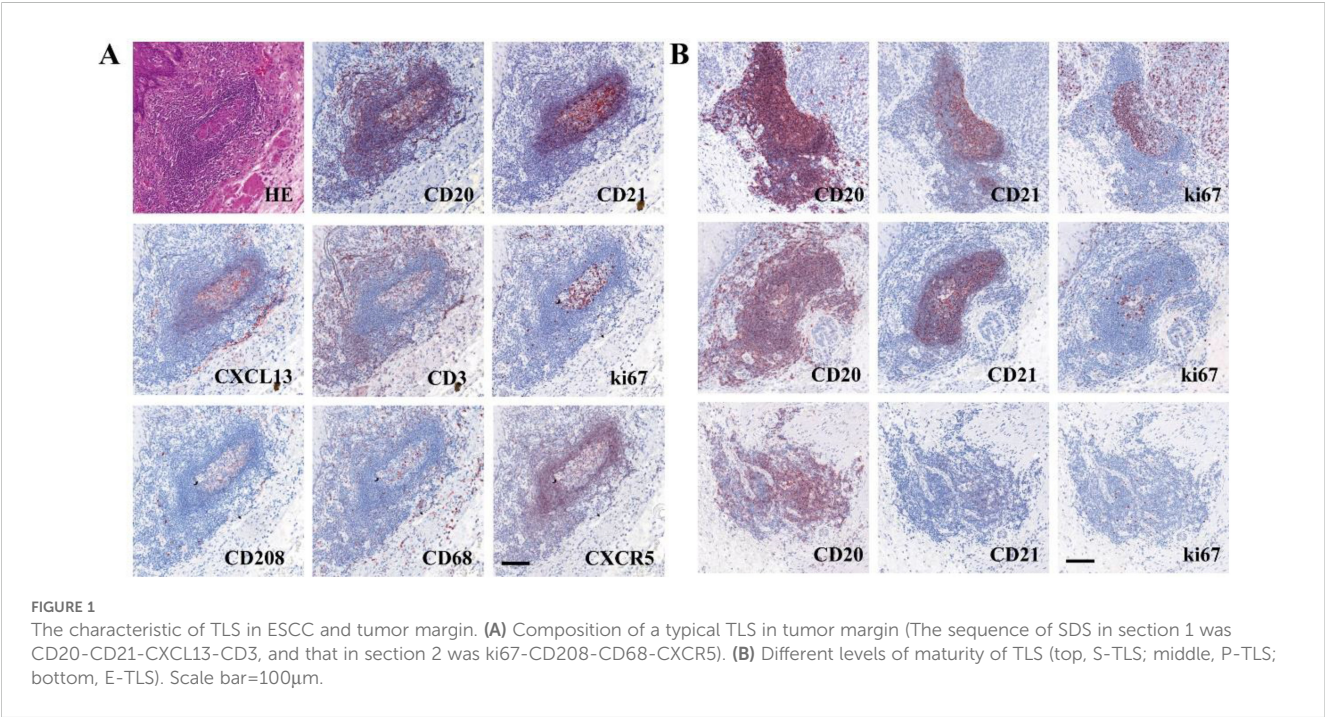 A
B
HE
CD20
CD21
CD20
CD21
ki67
CXCL13
CD3
ki67
CD20
CD21
ki67
CD208
CD68
CXCR5
CD20
CD21
ki67
FIGURE 1
The characteristic of TLS in ESCC and tumor margin. (A) Composition of a typical TLS in tumor margin (The sequence of SDS in section 1 was
CD20-CD21-CXCL13-CD3, and that in section 2 was ki67-CD208-CD68-CXCR5). (B) Different levels of maturity of TLS (top, S-TLS; middle, P-TLS;
bottom, E-TLS). Scale bar=100μm.